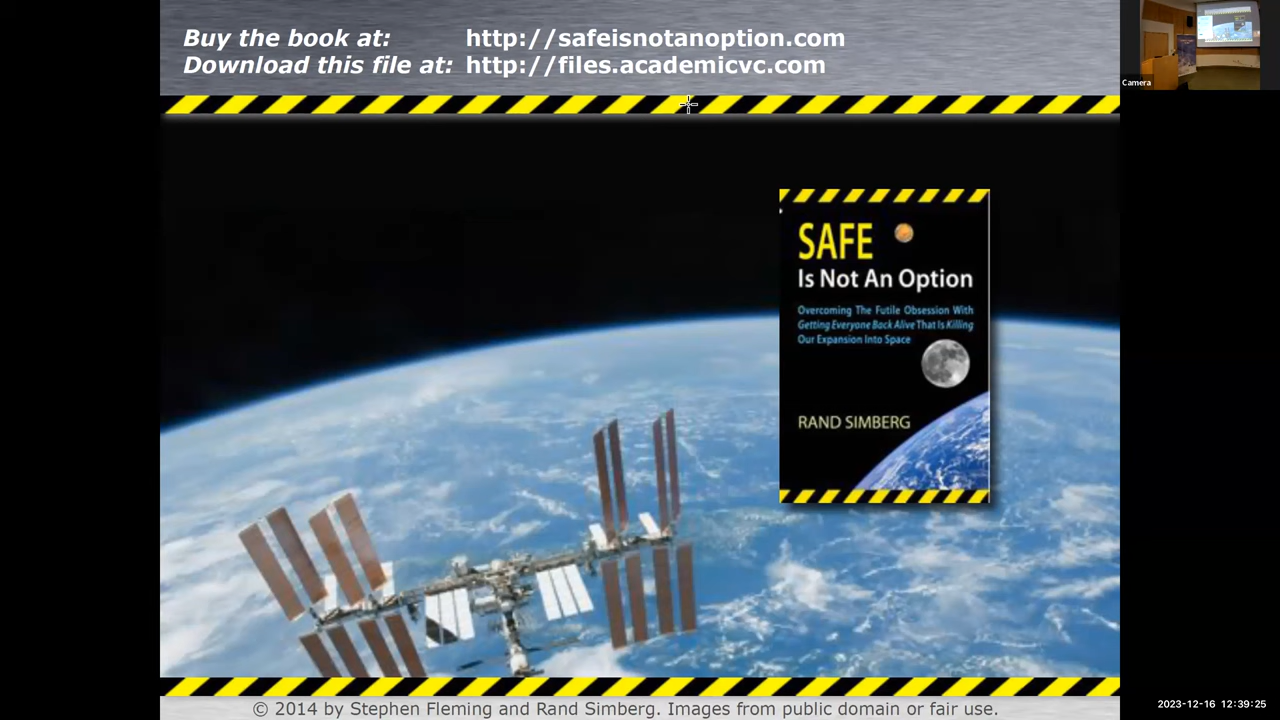 Buy the book at: http://safeisnotanoption.com
Download this file at: http://files.academicvc.com
Camera
SAFE
Is Not An Option
Overcoming The Futile Obsession With
Getting Everyone Back Alive That Is Killing
Our Expansion Into Space
RAND SIMBERG
© 2014 by Stephen Fleming and Rand Simberg. Images from public domain or fair use.
2023-12-16 12:39:25